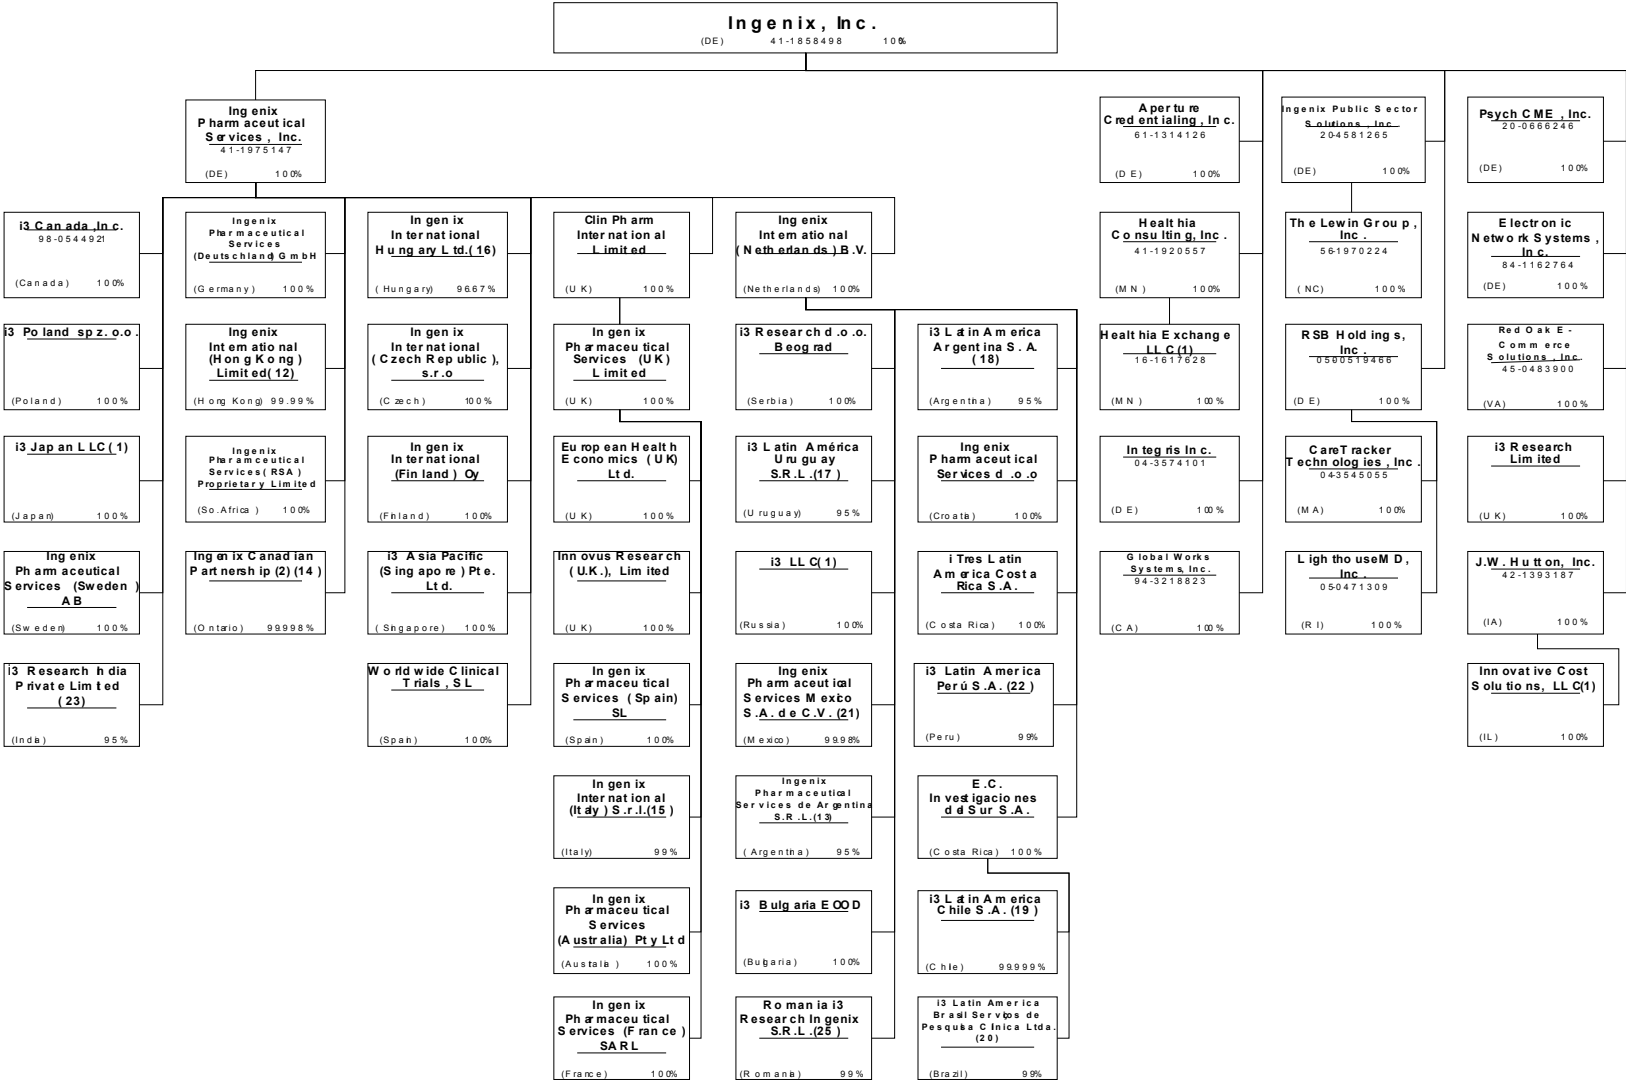 Ingenix, Inc.
(DE) 41-1858498 100%
Ingenix
Pharmaceutical
Services, Inc.
41-1975147
(DE) 100%
Aperture
Credentialing, Inc.
61-1314126
(DE) 100%
Ingenix Public Sector
Solutions, Inc.
20-4581265
(DE) 100%
Psych CME, Inc.
20-0666246
(DE) 100%
i3 Canada, Inc.
98-0544921
(Canada) 100%
Ingenix
Pharmaceutical
Services
(Deutschland) GmbH
(Germany) 100%
Ingenix
International
Hungary Ltd.(16)
(Hungary) 96.67%
ClinPharm
International
Limited
(UK) 100%
Ingenix
International
(Netherlands) B.V.
(Netherlands) 100%
Healthia
Consulting, Inc.
41-1920557
(MN) 100%
The Lewin Group,
Inc.
56-1970224
(NC) 100%
Electronic
Network Systems,
Inc.
84-1162764
(DE) 100%
i3 Poland sp z. o.o.
(Poland) 100%
Ingenix
International
(Hong Kong)
Limited(12)
(Hong Kong) 99.99%
Ingenix
International
(Czech Republic),
s.r.o
(Czech) 100%
Ingenix
Pharmaceutical
Services (UK)
Limited
(UK) 100%
i3 Research d.o.o.
Beograd
(Serbia) 100%
i3 Latin America
Argentina S.A.
(18)
(Argentina) 95%
Healthia Exchange
LLC(1)
16-1617628
(MN) 100%
RSB Holdings,
Inc.
05-00519466
(DE) 100%
Red Oak E-
Commerce
Solutions, Inc.
45-0483900
(VA) 100%
i3 Japan LLC(1)
(Japan) 100%
Ingenix
Pharamceutical
Services(RSA)
Proprietary Limited
(So.Africa) 100%
Ingenix
International
(Finland) Oy
(Finland) 100%
European Health
Economics (UK)
Ltd.
(UK) 100%
i3 Latin América
Uruguay
S.R.L.(17)
(Uruguay) 95%
Ingenix
Pharmaceutical
Services d.o.o
(Croatia) 100%
Integris Inc.
04-3574101
(DE) 100%
CareTracker
Technologies, Inc.
04-3545055
(MA) 100%
i3 Research
Limited
(UK) 100%
Ingenix
Pharmaceutical
Services (Sweden)
AB
(Sweden) 100%
Ingenix Canadian
Partnership (2) (14)
(Ontario) 99.998%
i3 Asia Pacific
(Singapore) Pte.
Ltd.
(Singapore) 100%
Innovus Research
(U.K.), Limited
(UK) 100%
i3 LLC(1)
(Russia) 100%
i Tres Latin
America Costa
Rica S.A.
(Costa Rica) 100%
Global Works
Systems, Inc.
94-3218823
(CA) 100%
LighthouseMD,
Inc.
05-0471309
(RI) 100%
J.W. Hutton, Inc.
42-1393187
(IA) 100%
i3 Research India
Private Limited
(23)
(India) 95%
Worldwide Clinical
Trials, SL
(Spain) 100%
Ingenix
Pharmaceutical
Services (Spain)
SL
(Spain) 100%
Ingenix
Pharmaceutical
Services Mexico
S.A. de C.V. (21)
(Mexico) 99.98%
i3 Latin America
Perú S.A. (22)
(Peru) 99%
Innovative Cost
Solutions, LLC(1)
(IL) 100%
Ingenix
International
(Italy) S.r.l.(15)
(Italy) 99%
Ingenix
Pharmaceutical
Services de Argentina
S.R.L.(13)
(Argentina) 95%
E.C.
Investigaciones
del Sur S.A.
(Costa Rica) 100%
Ingenix
Pharmaceutical
Services
(Australia) Pty Ltd
(Australia) 100%
i3 Bulgaria EOOD
(Bulgaria) 100%
i3 Latin America
Chile S.A. (19)
(Chile) 99.999%
Ingenix
Pharmaceutical
Services (France)
SARL
(France) 100%
Romania i3
Research Ingenix
S.R.L.(25)
(Romania) 99%
i3 Latin America
Brasil Serviços de
Pesquisa Clinica Ltda.
(20)
(Brazil) 99%